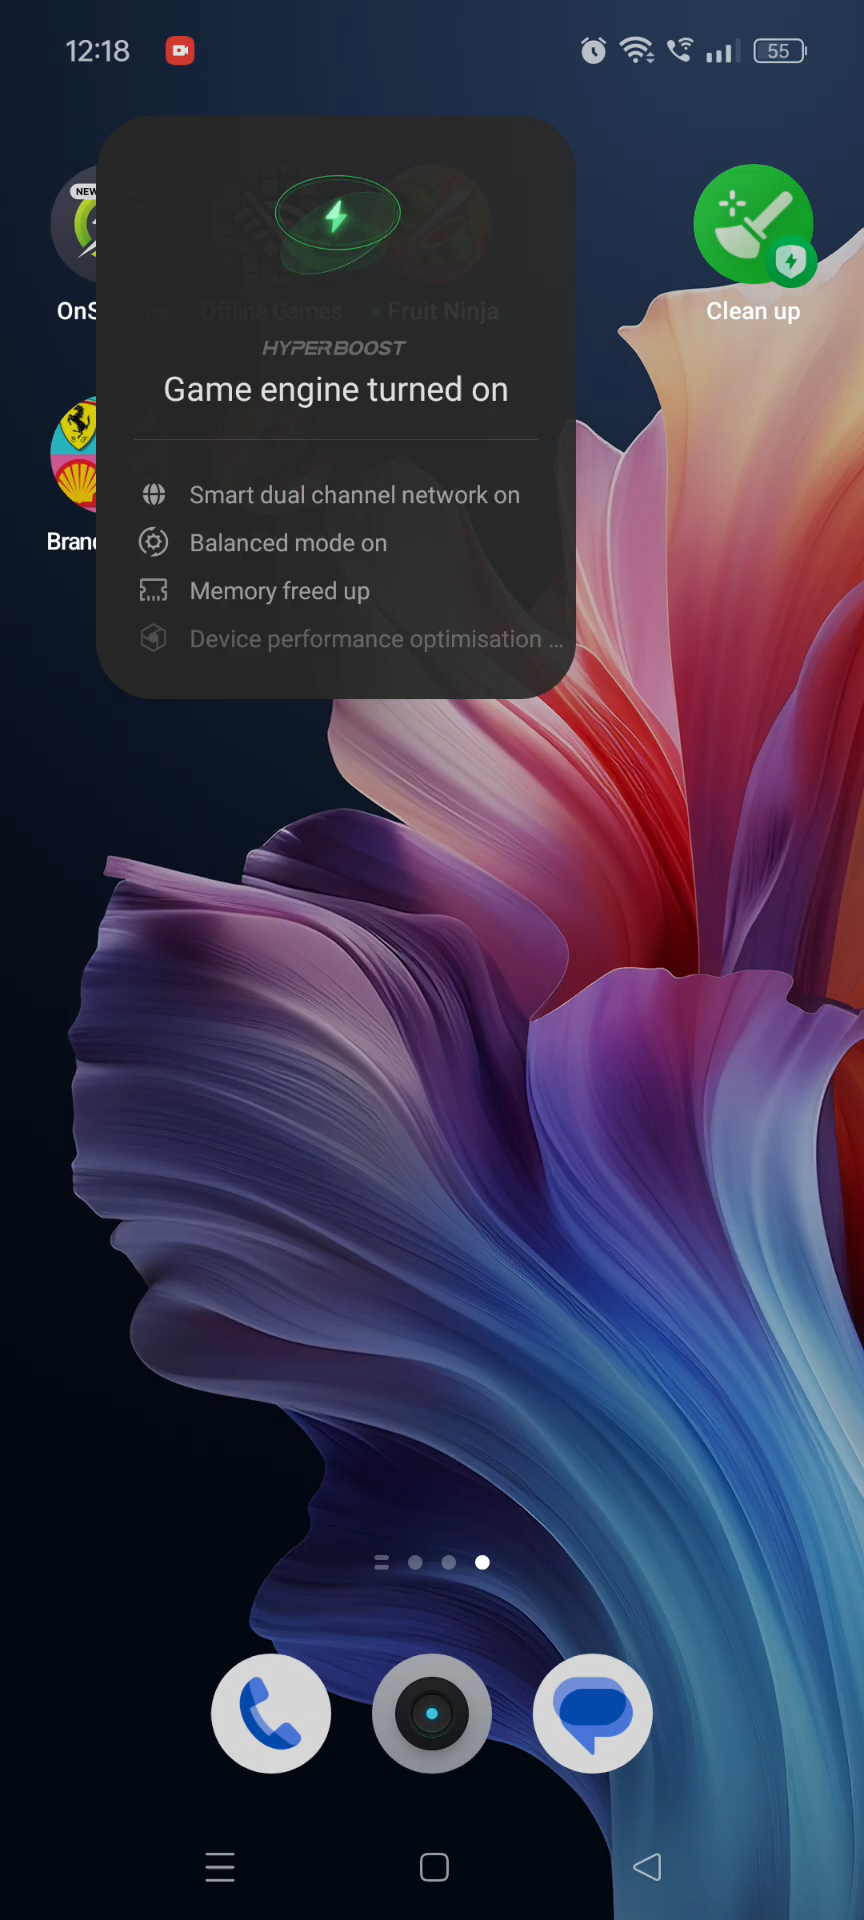 12:18
55
NEW
OnS
m
Offline Games
Fruit Ninja
Clean up
HYPERBOOST
Game engine turned on
Smart dual channel network on
Balanced mode on
Memory freed up
Device performance optimisation ...
Bran